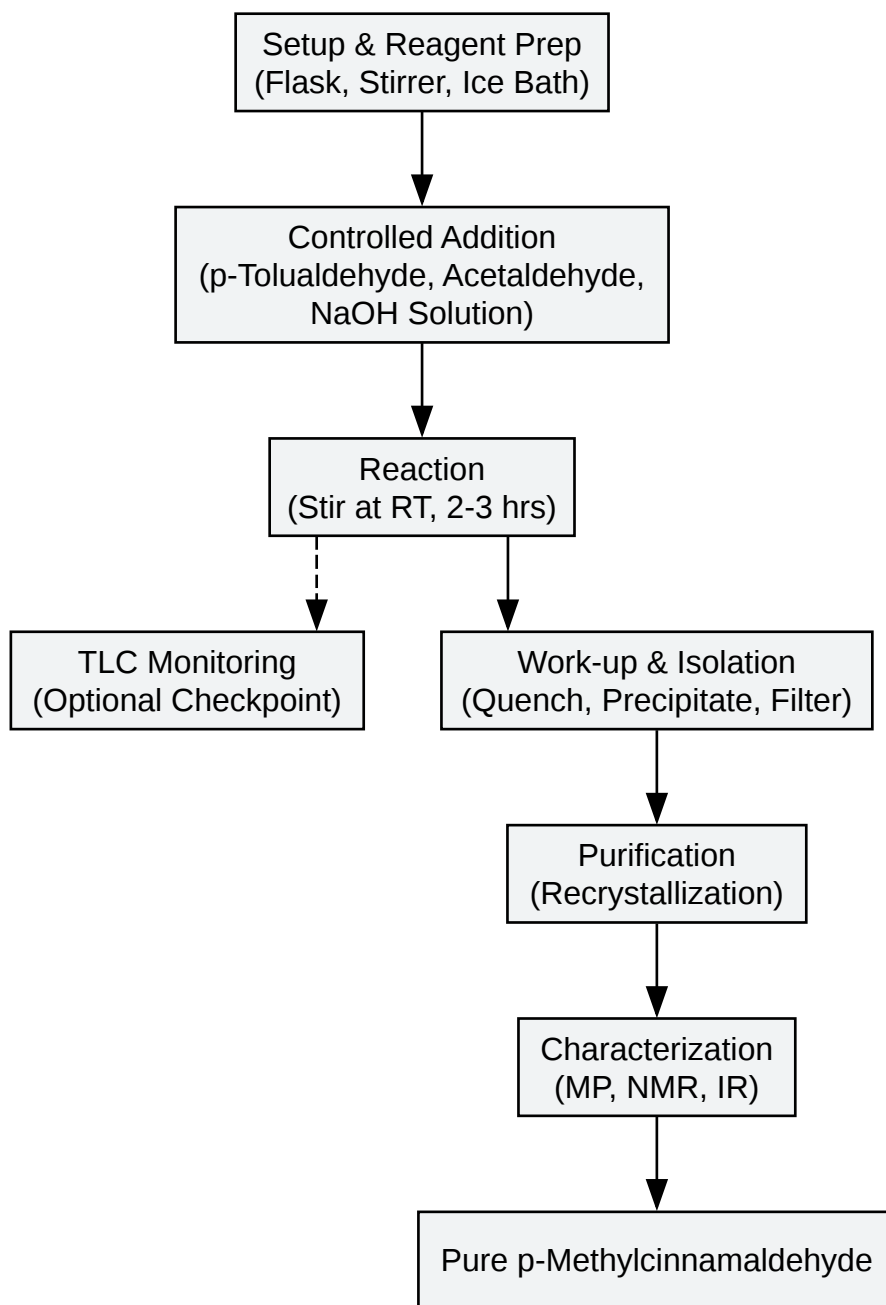 Setup & Reagent Prep
(Flask, Stirrer, Ice Bath)
Controlled Addition
(p-Tolualdehyde, Acetaldehyde,
NaOH Solution)
Reaction
(Stir at RT, 2-3 hrs)
TLC Monitoring
(Optional Checkpoint)
Work-up & Isolation
(Quench, Precipitate, Filter)
Purification
(Recrystallization)
Characterization
(MP, NMR, IR)
Pure p-Methylcinnamaldehyde